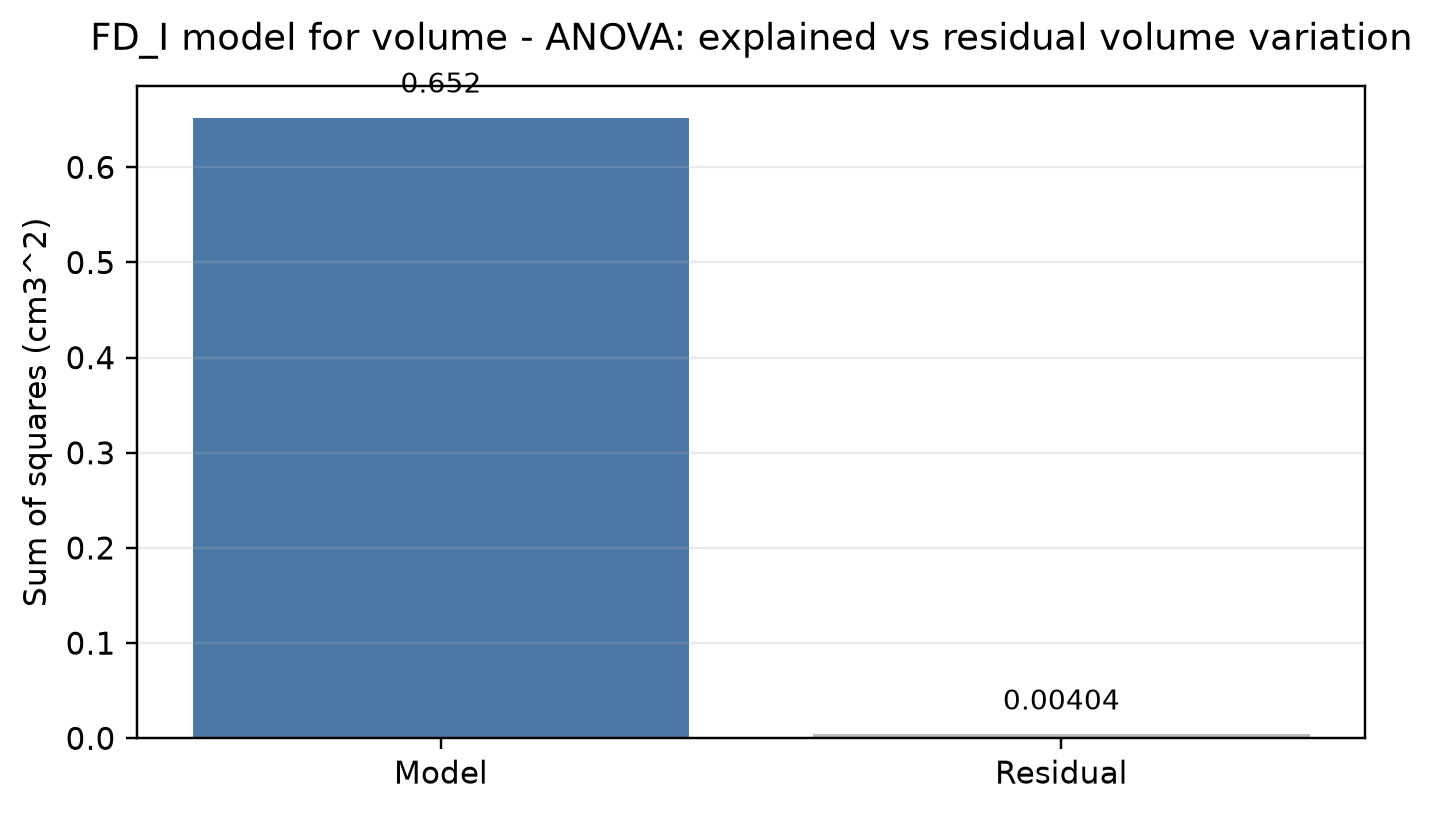 FD_I model for volume - ANOVA: explained vs residual volume variation
0.652
0.6
0.5
0.4
0.3
0.2
0.1
0.0
Sum of squares (cm3^2)
0.00404
Model
Residual